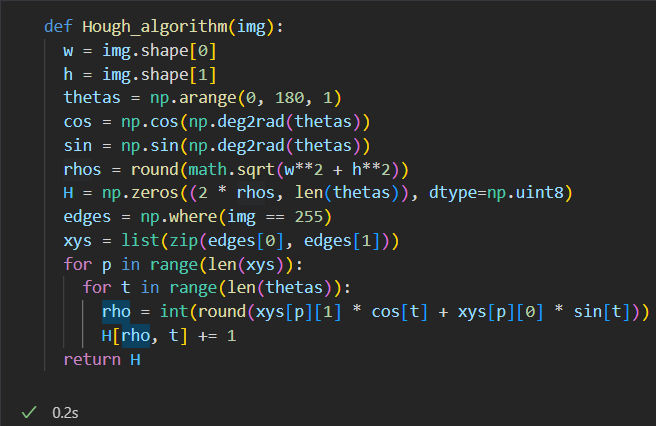 def Hough_algorithm(img):
  w = img.shape[0]
  h = img.shape[1]
  thetas = np.arange(0, 180, 1)
  cos = np.cos(np.deg2rad(thetas))
  sin = np.sin(np.deg2rad(thetas))
  rhos = round(math.sqrt(w**2 + h**2))
  H = np.zeros((2 * rhos, len(thetas)), dtype=np.uint8)
  edges = np.where(img == 255)
  xys = list(zip(edges[0], edges[1]))
  for p in range(len(xys)):
    for t in range(len(thetas)):
      rho = int(round(xys[p][1] * cos[t] + xys[p][0] * sin[t]))
      H[rho, t] += 1
  return H
0.2s